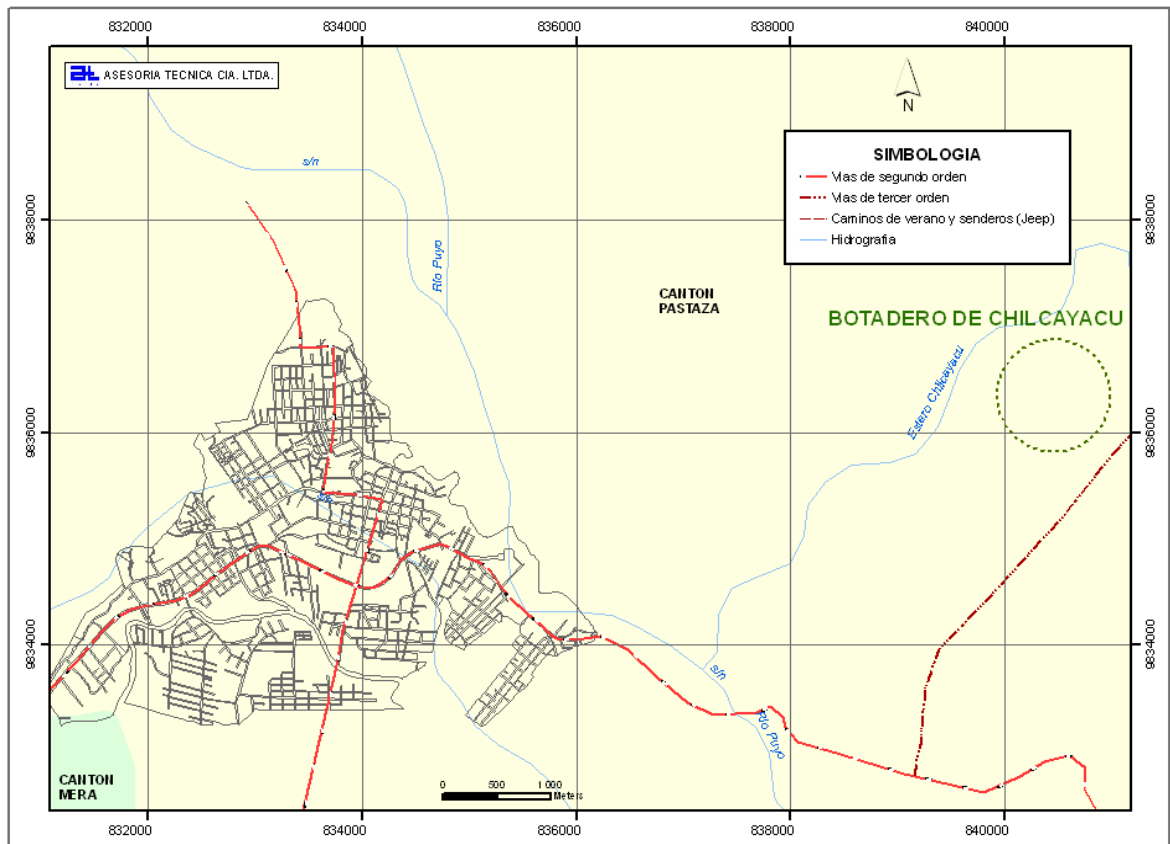 832000
834000
836000
838000
840000
ASESORIA TECNICA CIA. LTDA.
N
SIMBOLOGIA
Vias de segundo orden
Vias de tercer orden
Caminos de verano y senderos (Jeep)
Hidrografia
s/n
9838000
9838000
Río Puyo
CANTON
PASTAZA
BOTADERO DE CHILCAYACU
Estero Chilcayacu
9836000
9836000
s/n
9834000
9834000
s/n
Río Puyo
CANTON
MERA
0 500 1 000
Meters
832000
834000
836000
838000
840000